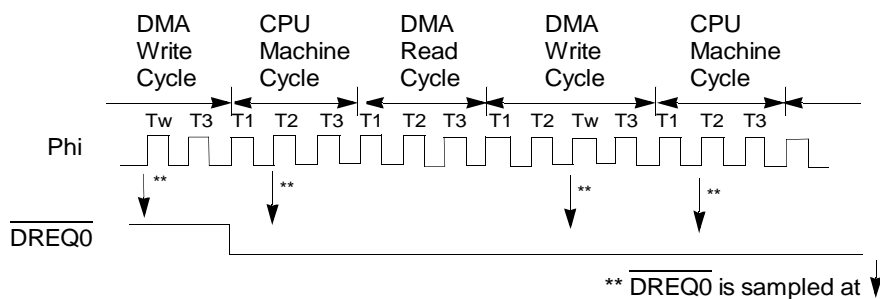 DMA Write Cycle
CPU Machine Cycle
DMA Read Cycle
DMA Write Cycle
CPU Machine Cycle
Tw T3 T1 T2 T3 T1 T2 T3 T1 T2 Tw T3 T1 T2 T3
Phi
** ** ** **
DREQ0
** DREQ0 is sampled at